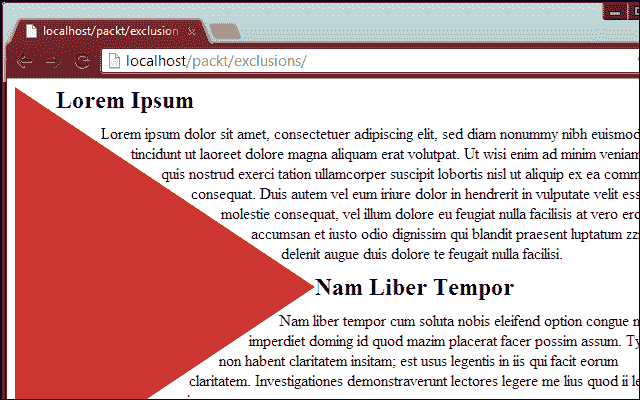 localhost/packt/exclusion
localhost/packt/exclusions/
Lorem Ipsum
Lorem ipsum dolor sit amet, consectetuer adipiscing elit, sed diam nonummy nibh euismod
tincidunt ut laoreet dolore magna aliquam erat volutpat. Ut wisi enim ad minim veniam
quis nostrud exerci tation ullamcorper suscipit lobortis nisl ut aliquip ex ea comm
consequat. Duis autem vel eum iriure dolor in hendrerit in vulputate velit ess
molestie consequat, vel illum dolore eu feugiat nulla facilisis at vero ero
accumsan et iusto odio dignissim qui blandit praesent luptatum zz
delenit augue duis dolore te feugait nulla facilisi.
Nam Liber Tempor
Nam liber tempor cum soluta nobis eleifend option congue n
imperdiet doming id quod mazim placerat facer possim assum. Ty
non habent claritatem insitam; est usus legentis in iis qui facit eorum
claritatem. Investigationes demonstraverunt lectores legere me lius quod ii le